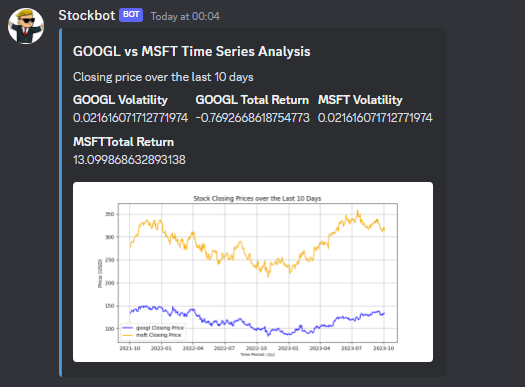 Stockbot BOT Today at 00:04
GOOGL vs MSFT Time Series Analysis
Closing price over the last 10 days
GOOGL Volatility GOOGL Total Return MSFT Volatility
0.021616071712771974 -0.7692668618754773 0.021616071712771974
MSFTTotal Return
13.099868632893138
Stock Closing Prices over the Last 10 Days
350
300
250
200
150
100
Price (USD)
googl Closing Price
msft Closing Price
2021-10 2022-01 2022-04 2022-07 2022-10 2023-01 2023-04 2023-07 2023-10
Time Period: (2y)